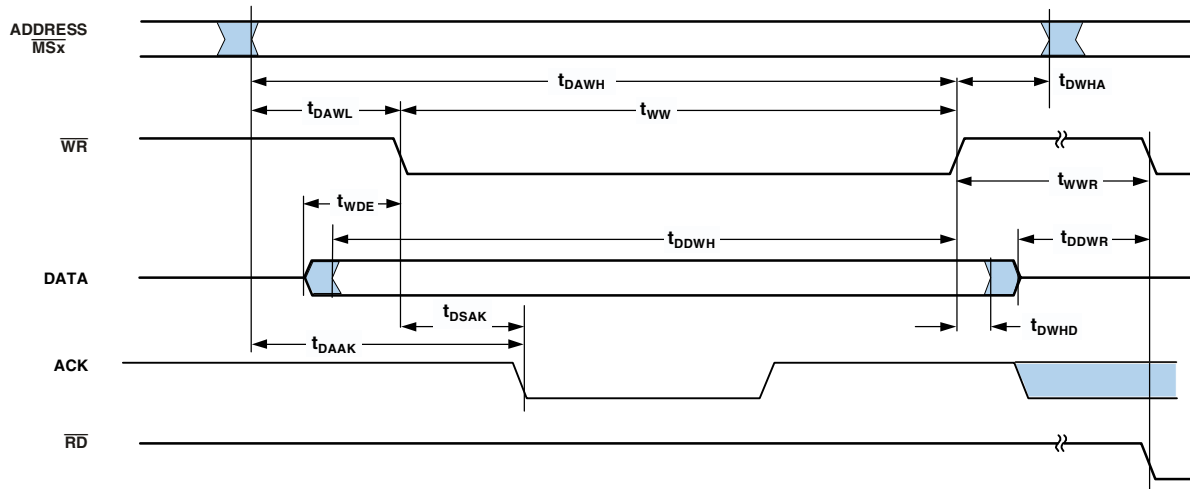 ADDRESS
MSx
tDAWH
tDWHA
tDAWL
tWW
WR
tWWR
tWDE
tDDWH
tDDWR
DATA
tDSAK
tDWHD
tDAAK
ACK
RD